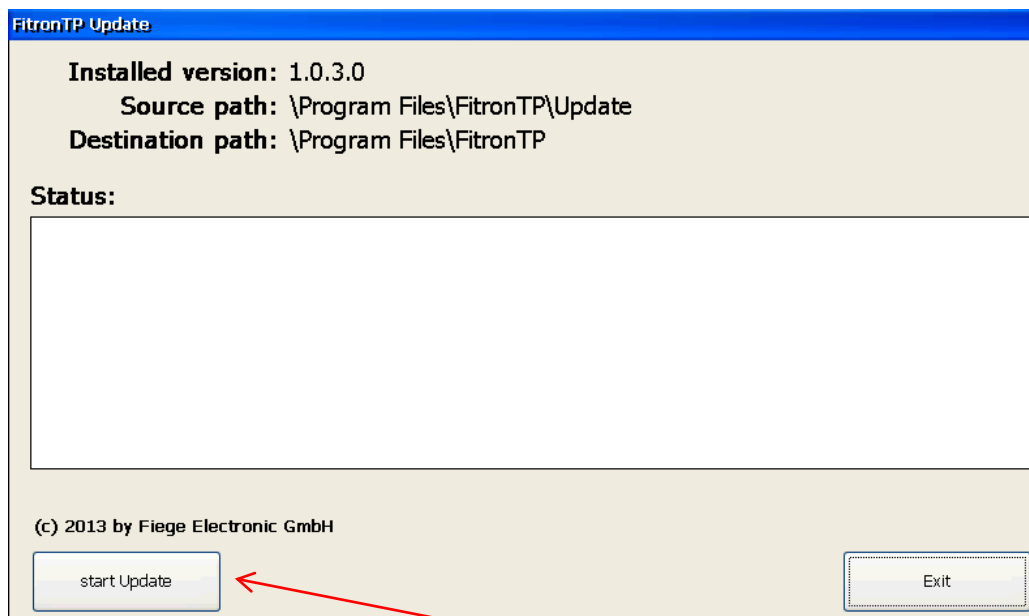 FitronTP Update
Installed version: 1.0.3.0
Source path: \Program Files\FitronTP\Update
Destination path: \Program Files\FitronTP
Status:
(c) 2013 by Fiege Electronic GmbH
start Update Exit